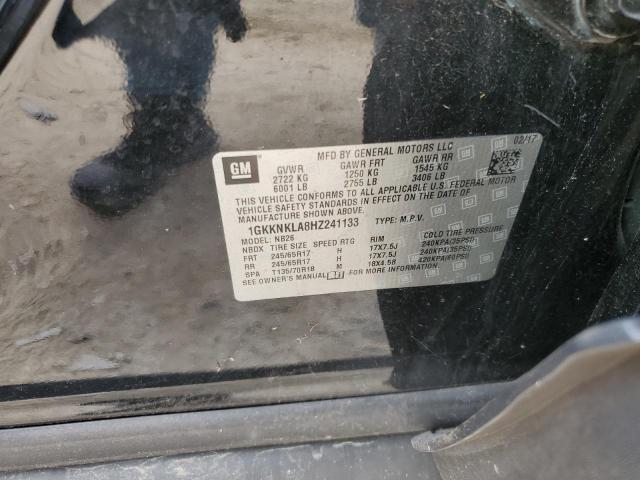 GM
MFD BY GENERAL MOTORS LLC
02/17
GVWR GAWR FRT GAWR RR
2722 KG 1250 KG 1545 KG
6001 LB 2755 LB 3406 LB
THIS VEHICLE CONFORMS TO ALL APPLICABLE U.S. FEDERAL MOTOR
VEHICLE SAFETY, BUMPER, AND THEFT PREVENTION STANDARDS IN EFFECT ON THE DATE OF
MANUFACTURE SHOWN ABOVE.
1GKKNKLA8HZ241133 TYPE: M.P.V.
MODEL: NB26
NBDX TIRE SIZE SPEED RTG RIM COLD TIRE PRESSURE
FRT 245/65R17 H 17X7.5J 240KPA(35PSI)
RR 245/65R17 H 17X7.5J 240KPA(35PSI)
SPA T135/70R18 M 18X4.5B 420KPA(60PSI)
SEE OWNER'S MANUAL